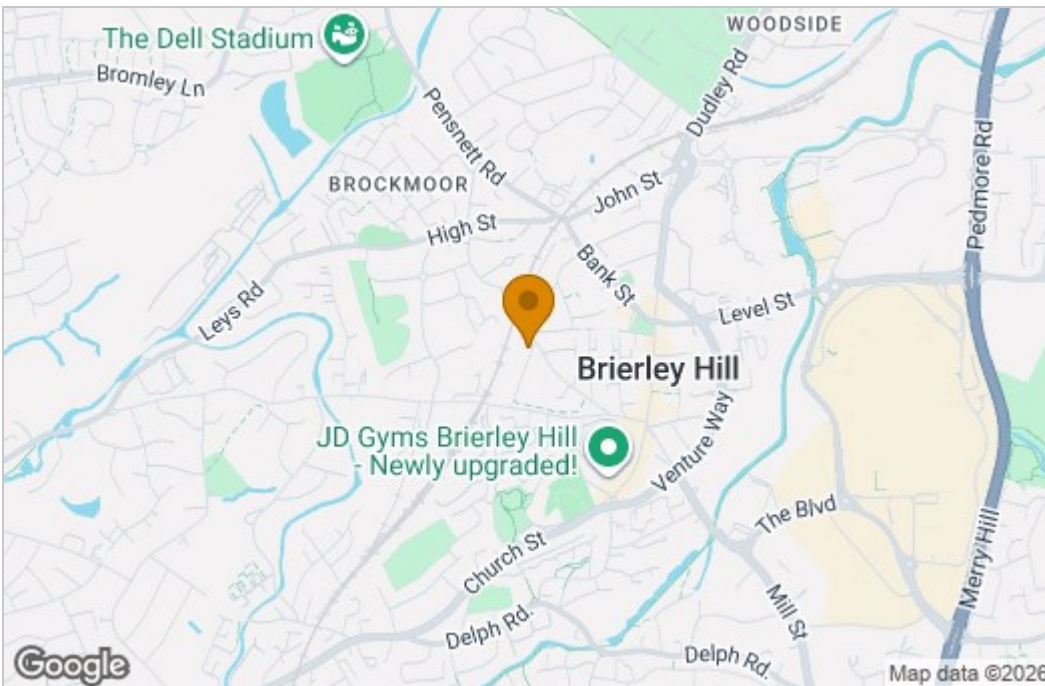 The Dell Stadium
WOODSIDE
Bromley Ln
Dudley Rd
Pensnett Rd
Pedmore Rd
BROCKMOOR
John St
High St
Bank St
Leys Rd
Level St
Brierley Hill
JD Gyms Brierley Hill
- Newly upgraded!
Venture Way
The Blvd
Church St
Merry Hill
Mill St
Delph Rd.
Delph Rd.
Google
Map data ©2026